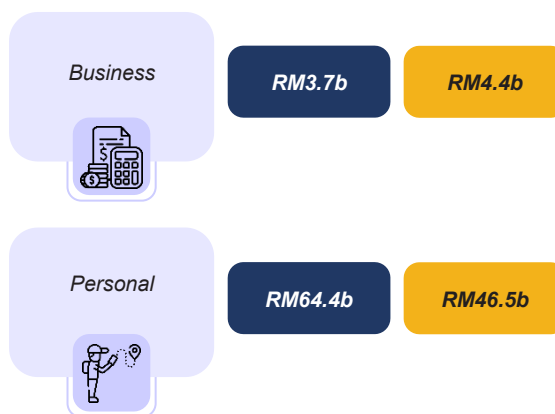 Business
RM3.7b
RM4.4b
$
$
Personal
RM64.4b
RM46.5b